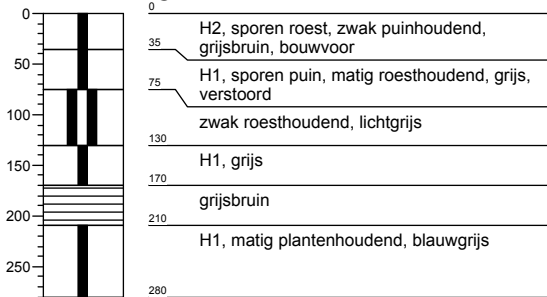 0
50
100
150
200
250
0
H2, sporen roest, zwak puinhoudend,
grijsbruin, bouwvoor
35
H1, sporen puin, matig roesthoudend, grijs,
verstoord
75
zwak roesthoudend, lichtgrijs
130
H1, grijs
170
grijsbruin
210
H1, matig plantenhoudend, blauwgrijs
280